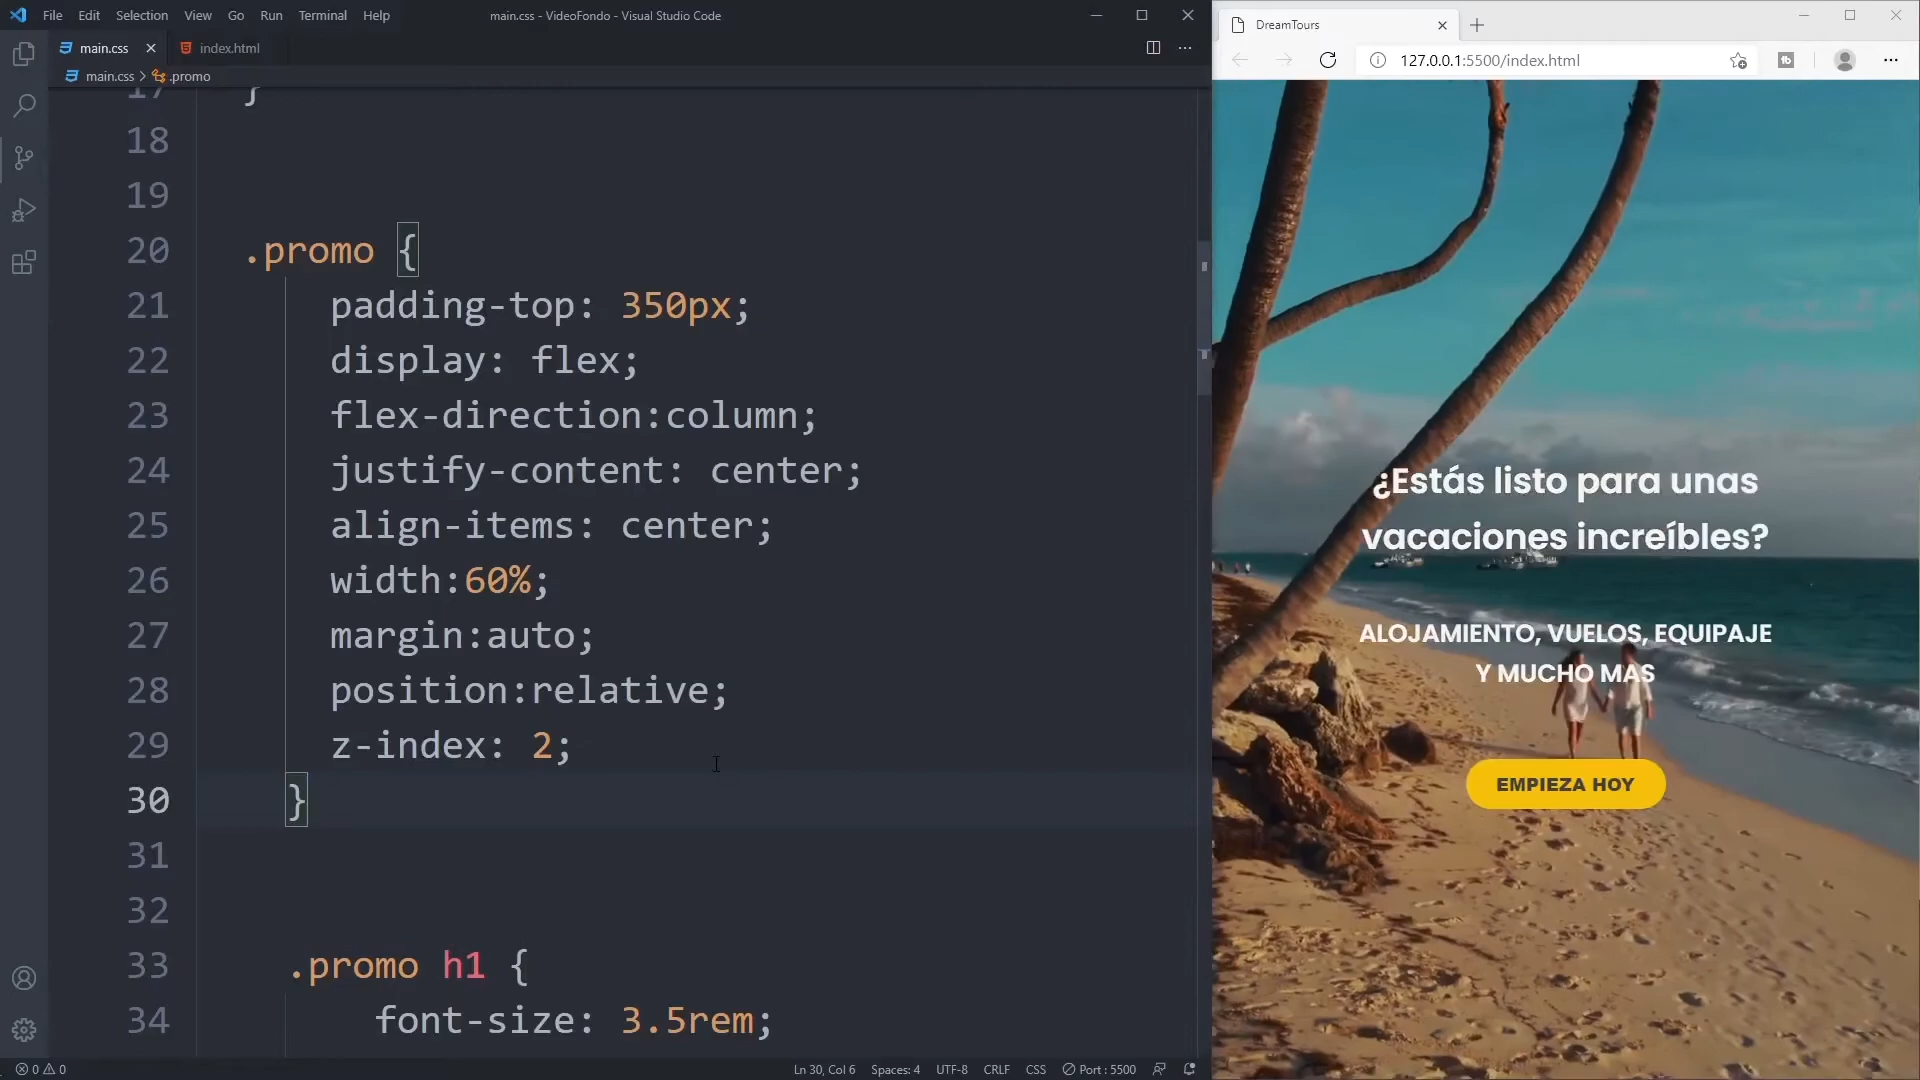 File Edit Selection View Go Run Terminal Help
main.css - VideoFondo - Visual Studio Code
main.css
index.html
main.css > .promo
17 }
18
19
20 .promo {
21 padding-top: 350px;
22 display: flex;
23 flex-direction:column;
24 justify-content: center;
25 align-items: center;
26 width:60%;
27 margin:auto;
28 position:relative;
29 z-index: 2;
30 }
31
32
33 .promo h1 {
34 font-size: 3.5rem;
0 0
Ln 30, Col 6 Spaces: 4 UTF-8 CRLF CSS Port : 5500
DreamTours
127.0.0.1:5500/index.html
¿Estás listo para unas
vacaciones increíbles?
ALOJAMIENTO, VUELOS, EQUIPAJE
Y MUCHO MAS
EMPIEZA HOY